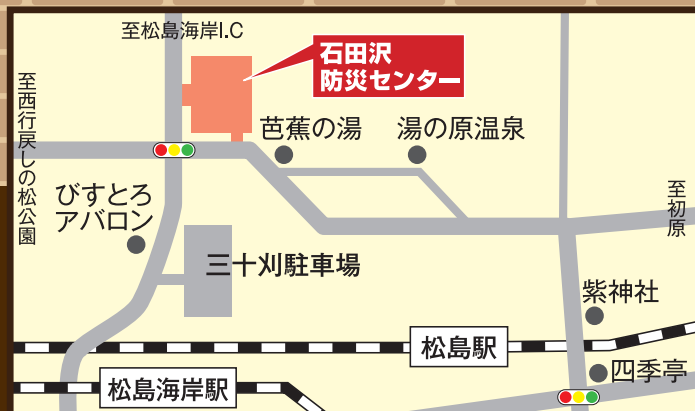 至松島海岸I.C
石田沢
防災センター
至西行戻しの松公園
芭蕉の湯
湯の原温泉
至初原
びすとろ
アバロン
三十刈駐車場
紫神社
松島駅
四季亭
松島海岸駅